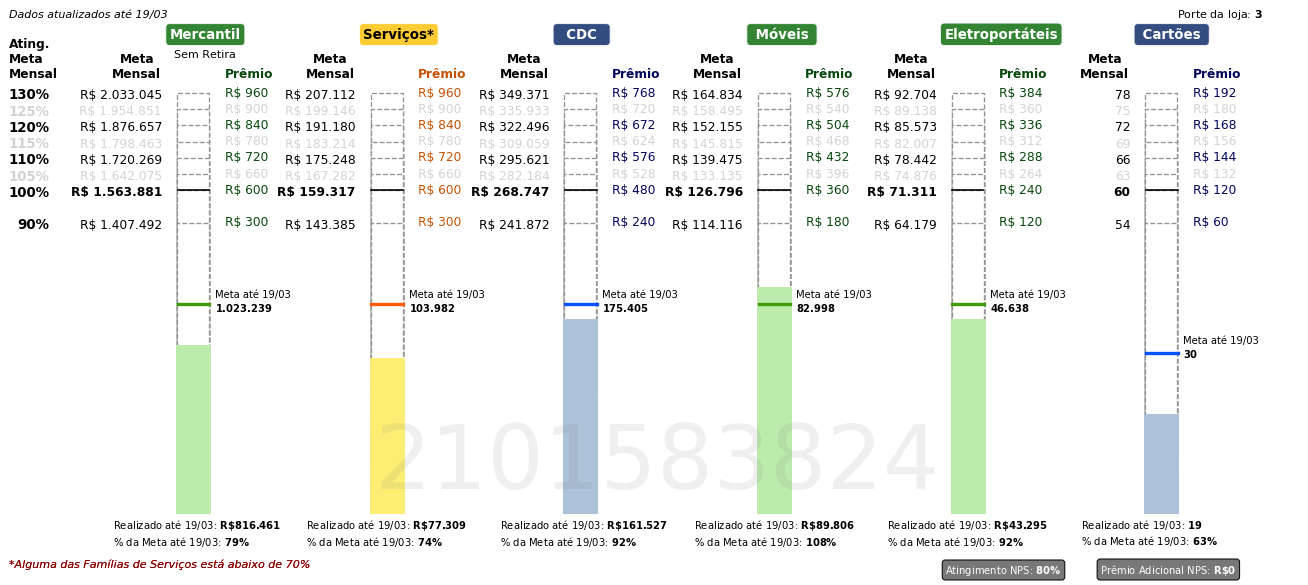 Dados atualizados até 19/03 Porte da loja: 3
Mercantil Serviços* CDC Móveis Eletroportáteis Cartões
Sem Retira
Ating. Meta Mensal Meta Mensal Prêmio Meta Mensal Prêmio Meta Mensal Prêmio Meta Mensal Prêmio Meta Mensal Prêmio Meta Mensal Prêmio
130% R$ 2.033.045 R$ 960 R$ 207.112 R$ 960 R$ 349.371 R$ 768 R$ 164.834 R$ 576 R$ 92.704 R$ 384 78 R$ 192
125% R$ 1.954.851 R$ 900 R$ 199.146 R$ 900 R$ 335.933 R$ 720 R$ 158.495 R$ 540 R$ 89.138 R$ 360 75 R$ 180
120% R$ 1.876.657 R$ 840 R$ 191.180 R$ 840 R$ 322.496 R$ 672 R$ 152.155 R$ 504 R$ 85.573 R$ 336 72 R$ 168
115% R$ 1.798.463 R$ 780 R$ 183.214 R$ 780 R$ 309.059 R$ 624 R$ 145.815 R$ 468 R$ 82.007 R$ 312 69 R$ 156
110% R$ 1.720.269 R$ 720 R$ 175.248 R$ 720 R$ 295.621 R$ 576 R$ 139.475 R$ 432 R$ 78.442 R$ 288 66 R$ 144
105% R$ 1.642.075 R$ 660 R$ 167.282 R$ 660 R$ 282.184 R$ 528 R$ 133.135 R$ 396 R$ 74.876 R$ 264 63 R$ 132
100% R$ 1.563.881 R$ 600 R$ 159.317 R$ 600 R$ 268.747 R$ 480 R$ 126.796 R$ 360 R$ 71.311 R$ 240 60 R$ 120
90% R$ 1.407.492 R$ 300 R$ 143.385 R$ 300 R$ 241.872 R$ 240 R$ 114.116 R$ 180 R$ 64.179 R$ 120 54 R$ 60
Meta até 19/03 Meta até 19/03 Meta até 19/03 Meta até 19/03 Meta até 19/03
1.023.239 103.982 175.405 82.998 46.638
Meta até 19/03
30
2101583824
Realizado até 19/03: R$816.461 Realizado até 19/03: R$77.309 Realizado até 19/03: R$161.527 Realizado até 19/03: R$89.806 Realizado até 19/03: R$43.295 Realizado até 19/03: 19
% da Meta até 19/03: 79% % da Meta até 19/03: 74% % da Meta até 19/03: 92% % da Meta até 19/03: 108% % da Meta até 19/03: 92% % da Meta até 19/03: 63%
*Alguma das Famílias de Serviços está abaixo de 70% Atingimento NPS: 80% Prêmio Adicional NPS: R$0